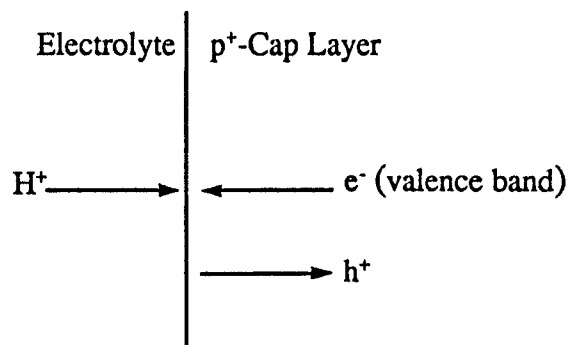 Electrolyte p⁺-Cap Layer
H⁺ e⁻ (valence band)
h⁺